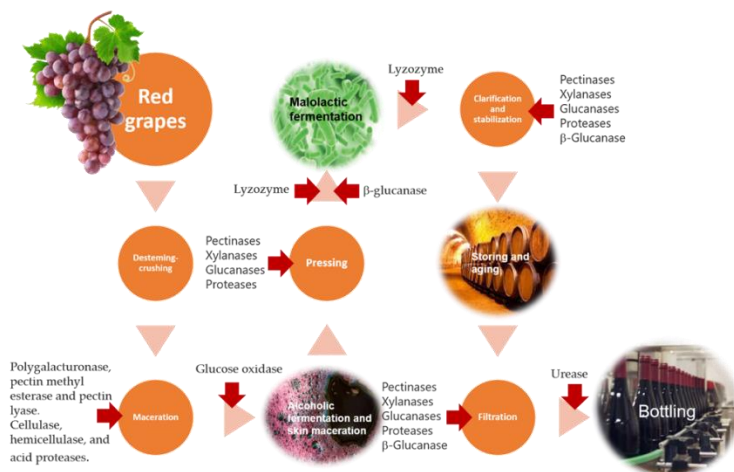 Red
grapes
Desteming-
crushing
Polygalacturonase,
pectin methyl
esterase and pectin
lyase.
Cellulase,
hemicellulase, and
acid proteases.
Maceration
Glucose oxidase
Alcoholic
fermentation and
skin maceration
Pectinases
Xylanases
Glucanases
Proteases
Pressing
Lyzozyme
β-glucanase
Malolactic
fermentation
Lyzozyme
Clarification
and
stabilization
Pectinases
Xylanases
Glucanases
Proteases
β-Glucanase
Storing and
aging
Pectinases
Xylanases
Glucanases
Proteases
β-Glucanase
Filtration
Urease
Bottling